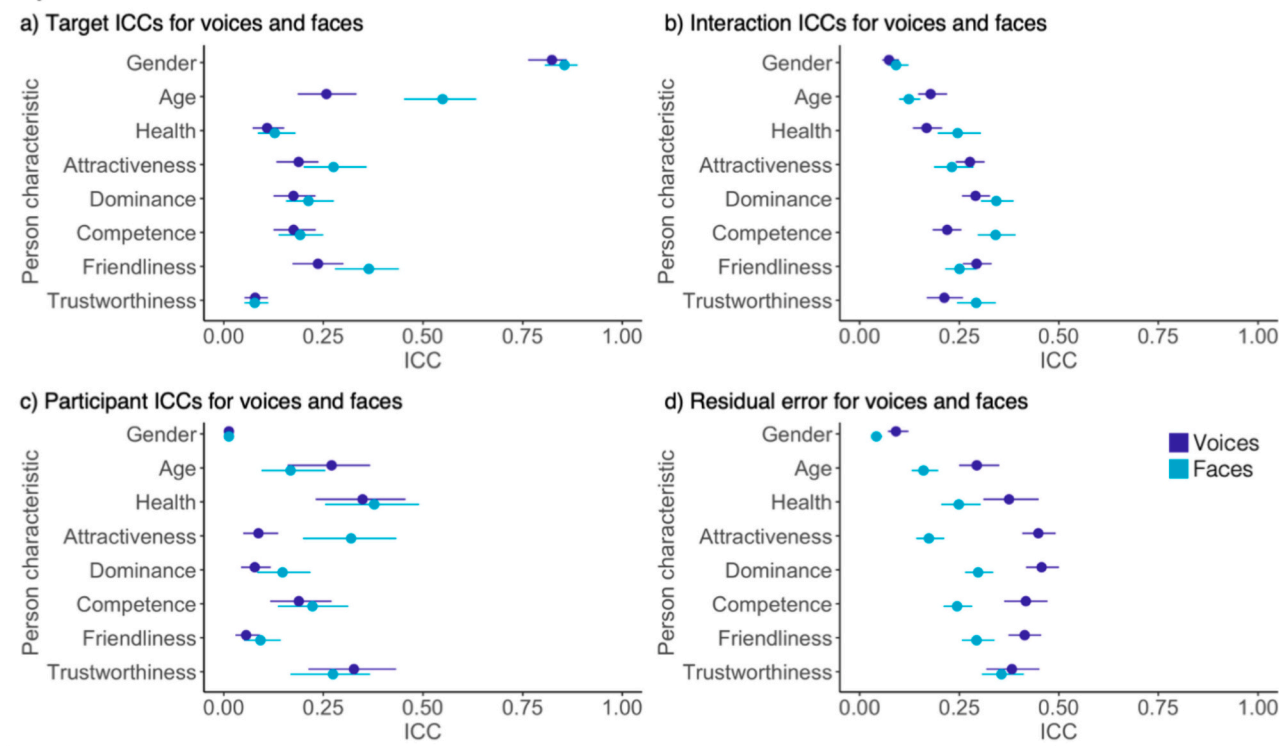 a) Target ICCs for voices and faces
Person characteristic
Gender
Age
Health
Attractiveness
Dominance
Competence
Friendliness
Trustworthiness
0.00 0.25 0.50 0.75 1.00
ICC
b) Interaction ICCs for voices and faces
Person characteristic
Gender
Age
Health
Attractiveness
Dominance
Competence
Friendliness
Trustworthiness
0.00 0.25 0.50 0.75 1.00
ICC
c) Participant ICCs for voices and faces
Person characteristic
Gender
Age
Health
Attractiveness
Dominance
Competence
Friendliness
Trustworthiness
0.00 0.25 0.50 0.75 1.00
ICC
d) Residual error for voices and faces
Person characteristic
Gender
Age
Health
Attractiveness
Dominance
Competence
Friendliness
Trustworthiness
0.00 0.25 0.50 0.75 1.00
ICC
Voices
Faces